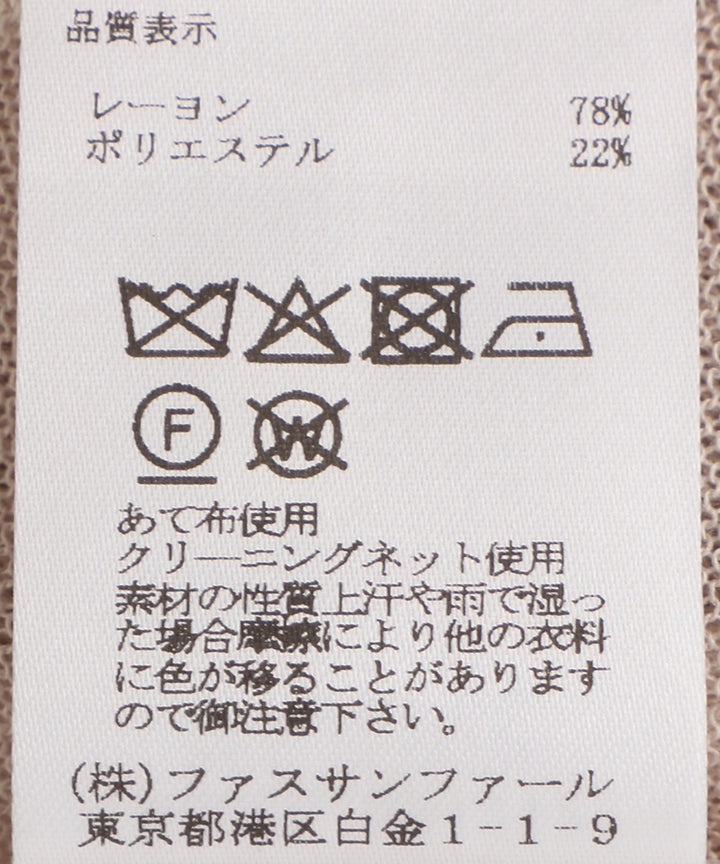 品質表示
レーヨン 78%
ポリエステル 22%
F
W
あて布使用
クリーニングネット使用
素材の性質上汗や雨で湿っ
た場合摩擦により他の衣料
に色が移ることがあります
ので御注意下さい。
(株)ファスサンファール
東京都港区白金1-1-9